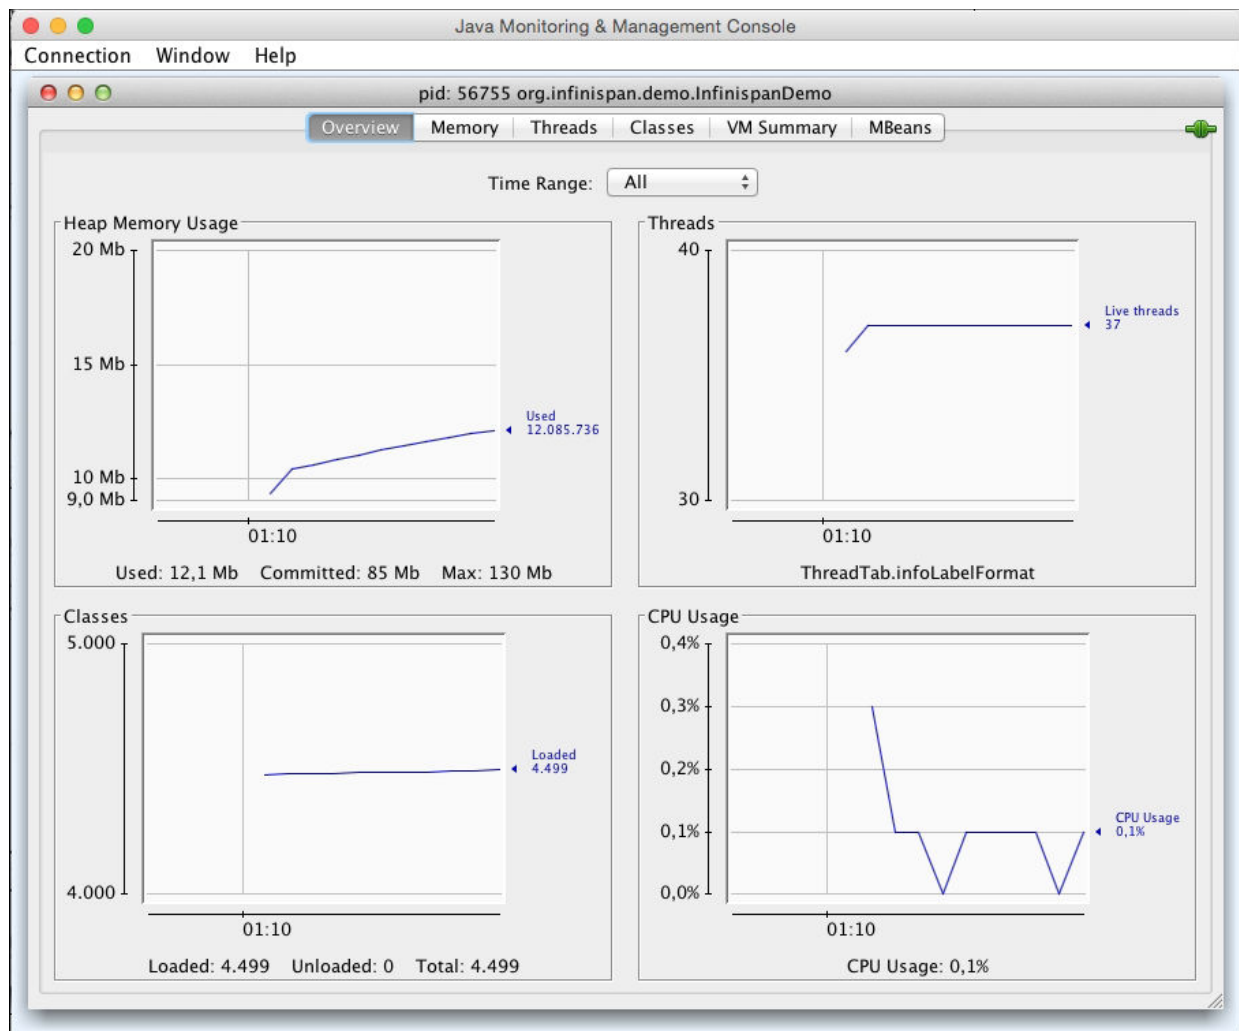 Java Monitoring & Management Console
Connection Window Help
pid: 56755 org.infinispan.demo.InfinispanDemo
Overview Memory Threads Classes VM Summary MBeans
Time Range: All
Heap Memory Usage
20 Mb
15 Mb
10 Mb
9,0 Mb
Used
12.085.736
01:10
Used: 12,1 Mb Committed: 85 Mb Max: 130 Mb
Threads
40
30
Live threads
37
01:10
ThreadTab.infoLabelFormat
Classes
5.000
4.000
Loaded
4.499
01:10
Loaded: 4.499 Unloaded: 0 Total: 4.499
CPU Usage
0,4%
0,3%
0,2%
0,1%
0,0%
CPU Usage
0,1%
01:10
CPU Usage: 0,1%